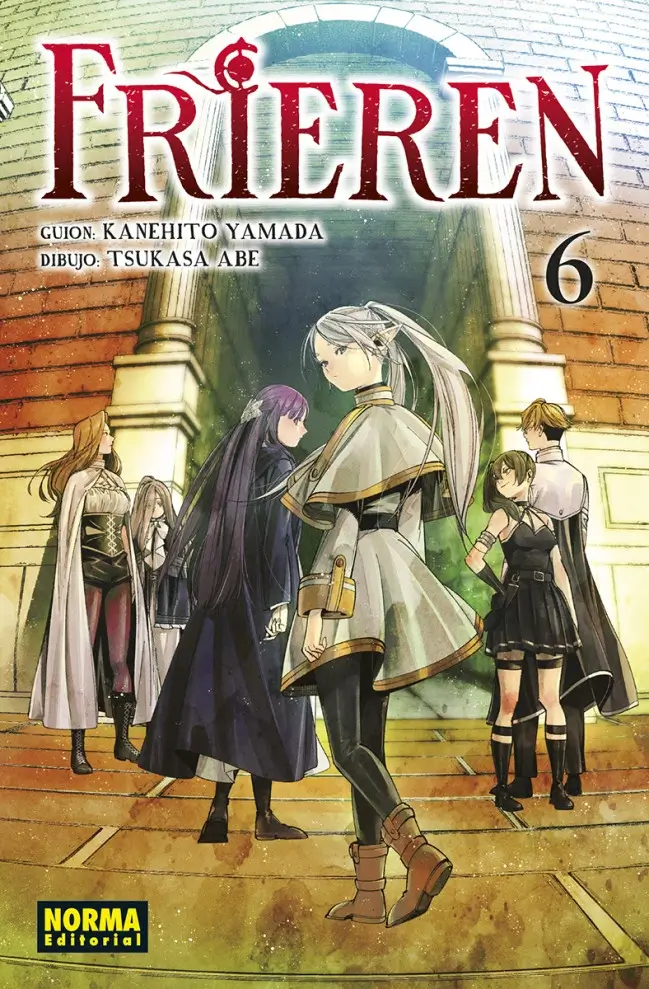 FRIEREN
GUION: KANEHITO YAMADA
DIBUJO: TSUKASA ABE
6
NORMA
Editorial